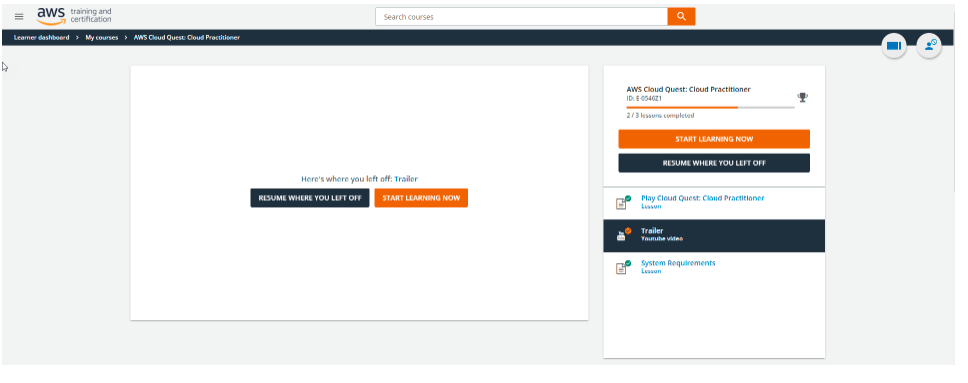 aws training and
certification
Search courses
Learner dashboard > My courses > AWS Cloud Quest: Cloud Practitioner
Here's where you left off: Trailer
RESUME WHERE YOU LEFT OFF
START LEARNING NOW
AWS Cloud Quest: Cloud Practitioner
ID: E-0546Z1
2 / 3 lessons completed
START LEARNING NOW
RESUME WHERE YOU LEFT OFF
Play Cloud Quest: Cloud Practitioner
Lesson
Trailer
Youtube video
System Requirements
Lesson